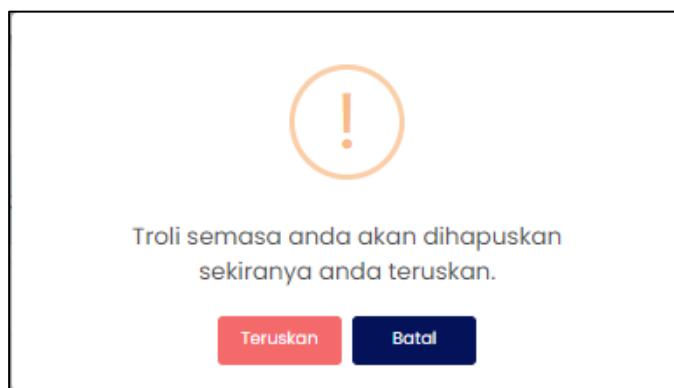 Troli semasa anda akan dihapuskan
sekiranya anda teruskan.
Teruskan
Batal